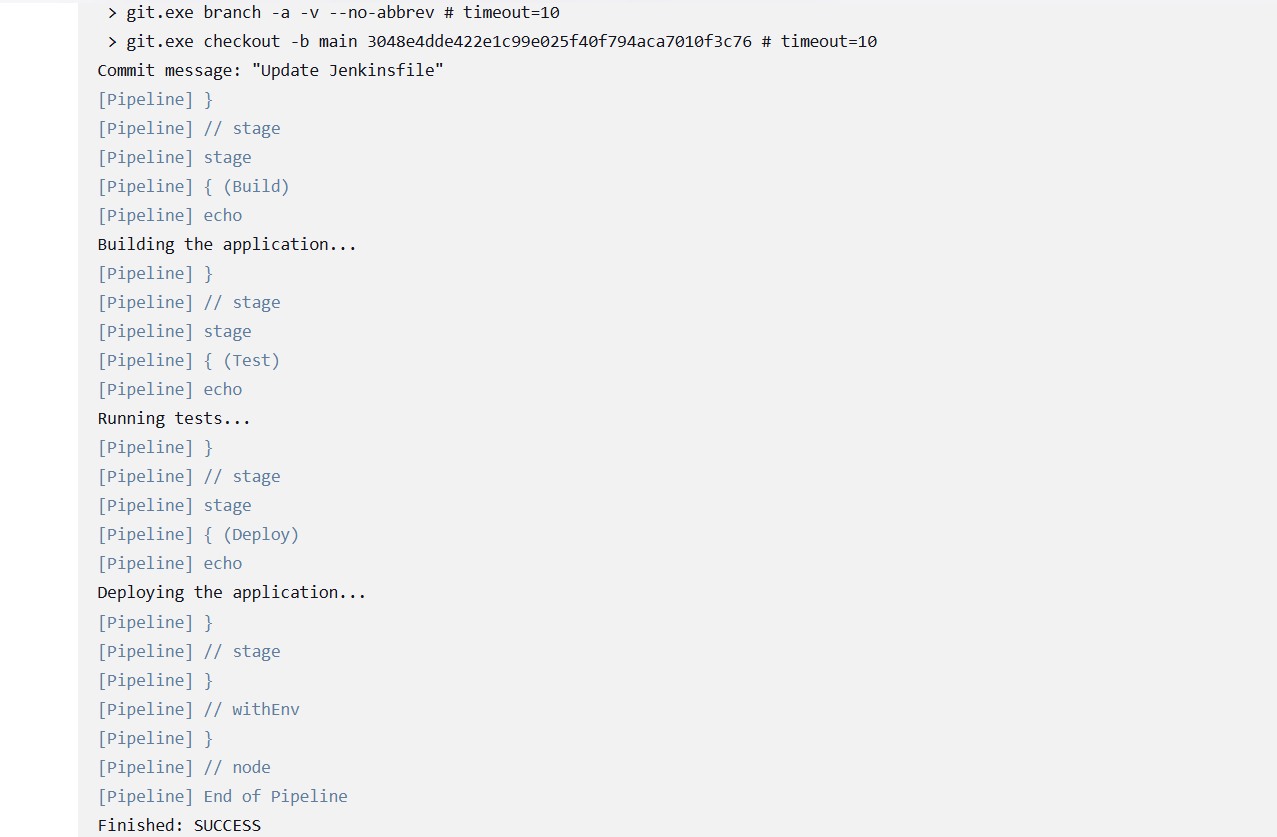 > git.exe branch -a -v --no-abbrev # timeout=10
> git.exe checkout -b main 3048e4dde422e1c99e025f40f794aca7010f3c76 # timeout=10
Commit message: "Update Jenkinsfile"
[Pipeline] }
[Pipeline] // stage
[Pipeline] stage
[Pipeline] { (Build)
[Pipeline] echo
Building the application...
[Pipeline] }
[Pipeline] // stage
[Pipeline] stage
[Pipeline] { (Test)
[Pipeline] echo
Running tests...
[Pipeline] }
[Pipeline] // stage
[Pipeline] stage
[Pipeline] { (Deploy)
[Pipeline] echo
Deploying the application...
[Pipeline] }
[Pipeline] // stage
[Pipeline] }
[Pipeline] // withEnv
[Pipeline] }
[Pipeline] // node
[Pipeline] End of Pipeline
Finished: SUCCESS